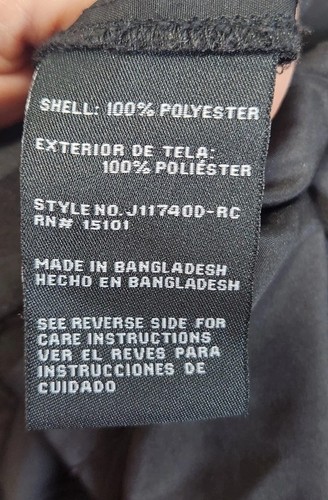 SHELL: 100% POLYESTER
EXTERIOR DE TELA:
100% POLIÉSTER
STYLE NO. J11740D-RC
RN# 15101
MADE IN BANGLADESH
HECHO EN BANGLADESH
SEE REVERSE SIDE FOR
CARE INSTRUCTIONS
VER EL REVES PARA
INSTRUCCIONES DE
CUIDADO